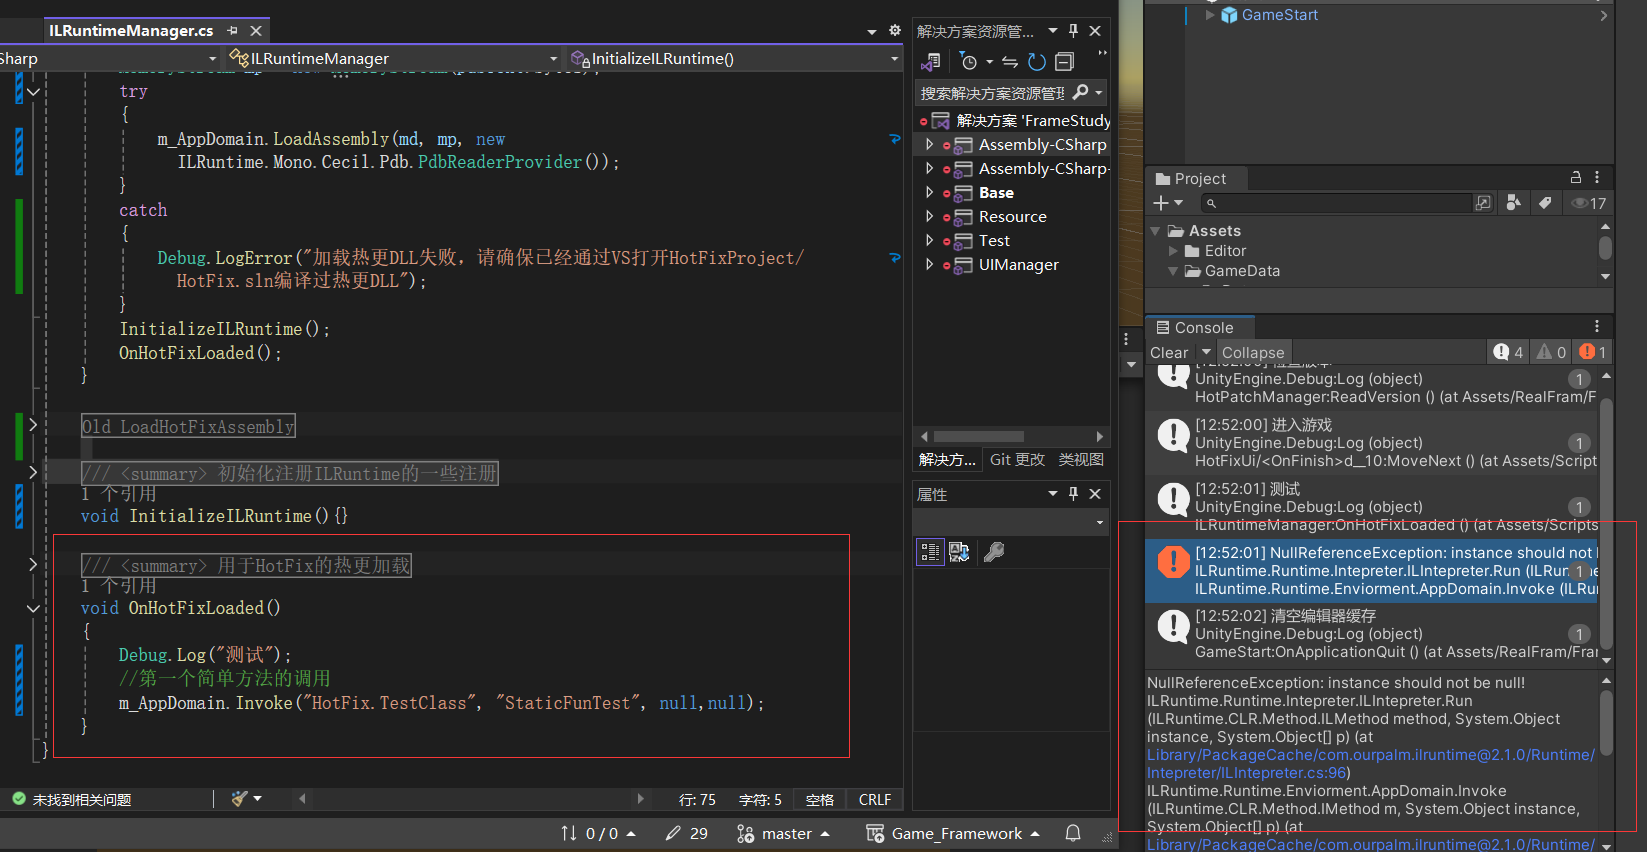 ILRuntimeManager.cs
Sharp
ILRuntimeManager
InitializeILRuntime()
try
{
m_AppDomain.LoadAssembly(md, mp, new
ILRuntime.Mono.Cecil.Pdb.PdbReaderProvider());
}
catch
{
Debug.LogError("加载热更DLL失败，请确保已经通过VS打开HotFixProject/
HotFix.sln编译过热更DLL");
}
InitializeILRuntime();
OnHotFixLoaded();
}
Old LoadHotFixAssembly
/// <summary> 初始化注册ILRuntime的一些注册
1 个引用
void InitializeILRuntime(){}
/// <summary> 用于HotFix的热更加载
1 个引用
void OnHotFixLoaded()
{
Debug.Log("测试");
//第一个简单方法的调用
m_AppDomain.Invoke("HotFix.TestClass", "StaticFunTest", null,null);
}
}
未找到相关问题
行: 75
字符: 5
空格
CRLF
0 / 0
29
master
Game_Framework
解决方案资源管...
搜索解决方案资源管理
解决方案 'FrameStudy
Assembly-CSharp
Assembly-CSharp-
Base
Resource
Test
UIManager
解决方...
Git 更改
类视图
属性
GameStart
Project
17
Assets
Editor
GameData
Console
Clear
Collapse
4
0
1
UnityEngine.Debug:Log (object)
1
HotPatchManager:ReadVersion () (at Assets/RealFram/F
[12:52:00] 进入游戏
UnityEngine.Debug:Log (object)
1
HotFixUi/<OnFinish>d__10:MoveNext () (at Assets/Script
[12:52:01] 测试
UnityEngine.Debug:Log (object)
1
ILRuntimeManager:OnHotFixLoaded () (at Assets/Scripts
[12:52:01] NullReferenceException: instance should not
ILRuntime.Runtime.Intepreter.ILIntepreter.Run (ILRuntime
1
ILRuntime.Runtime.Enviorment.AppDomain.Invoke (ILRu
[12:52:02] 清空编辑器缓存
UnityEngine.Debug:Log (object)
1
GameStart:OnApplicationQuit () (at Assets/RealFram/Fra
NullReferenceException: instance should not be null!
ILRuntime.Runtime.Intepreter.ILIntepreter.Run
(ILRuntime.CLR.Method.ILMethod method, System.Object
instance, System.Object[] p) (at
Library/PackageCache/com.ourpalm.ilruntime@2.1.0/Runtime/
Intepreter/ILIntepreter.cs:96)
ILRuntime.Runtime.Enviorment.AppDomain.Invoke
(ILRuntime.CLR.Method.IMethod m, System.Object instance,
System.Object[] p) (at
Library/PackageCache/com.ourpalm.ilruntime@2.1.0/Runtime/